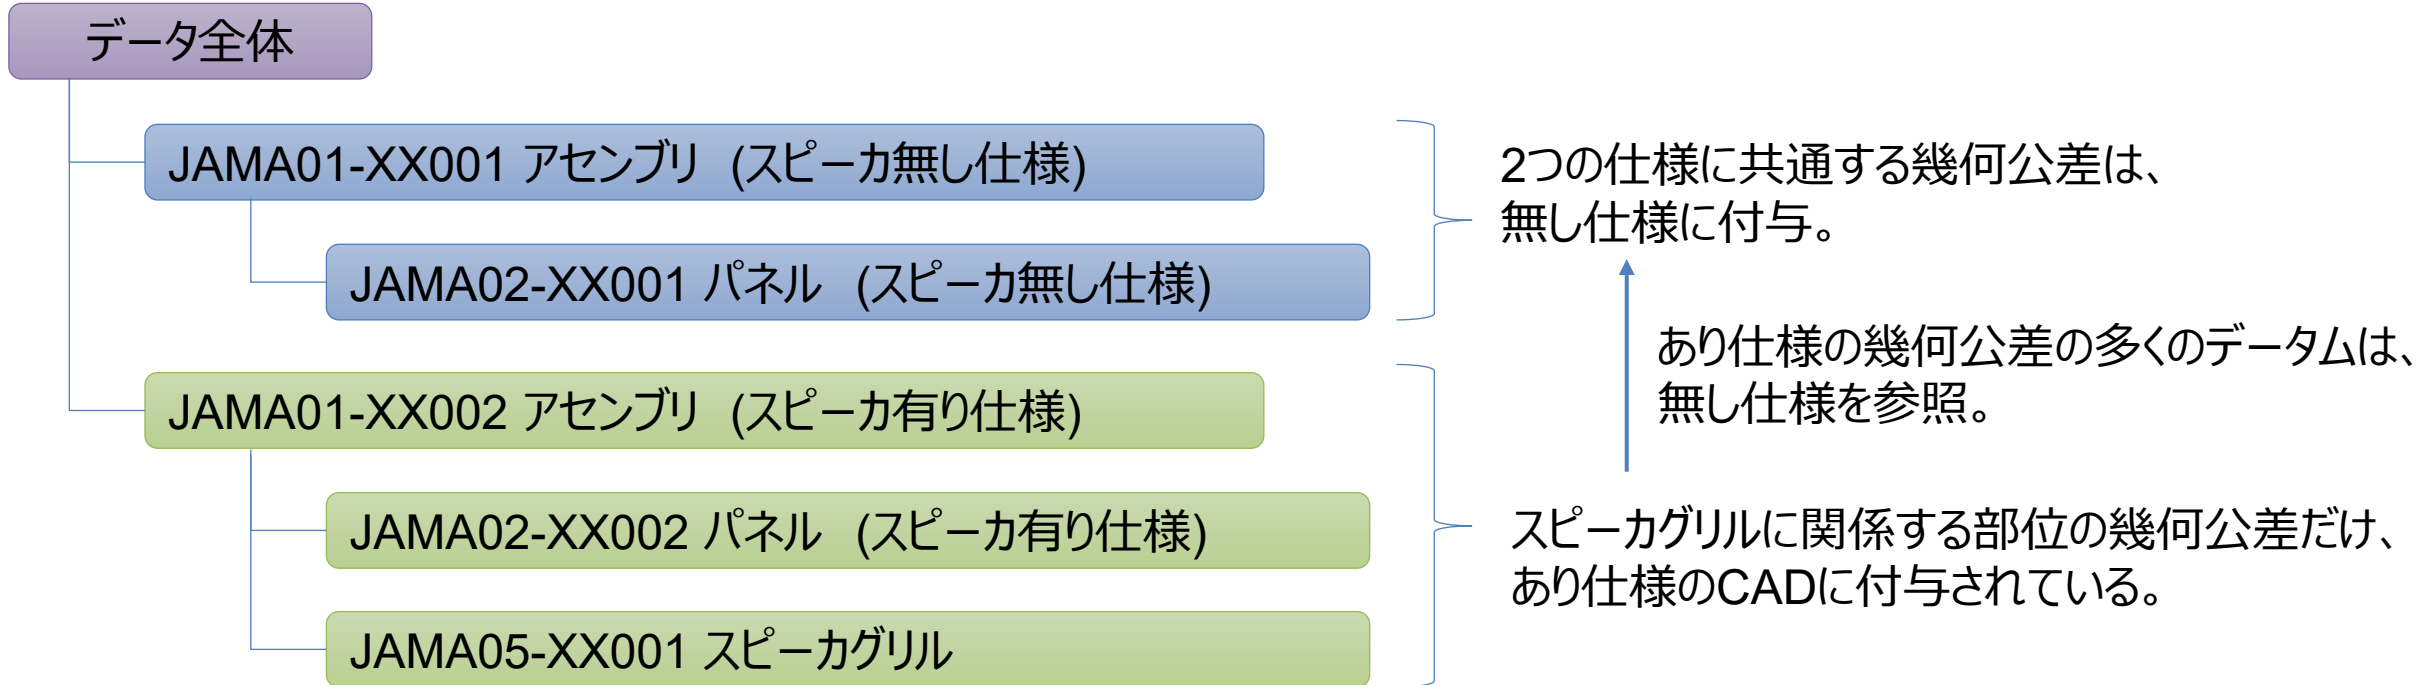 データ全体
JAMA01-XX001 アセンブリ (スピーカ無し仕様)
JAMA02-XX001 パネル (スピーカ無し仕様)
2つの仕様に共通する幾何公差は、
無し仕様に付与。
あり仕様の幾何公差の多くのデータムは、
無し仕様を参照。
JAMA01-XX002 アセンブリ (スピーカ有り仕様)
JAMA02-XX002 パネル (スピーカ有り仕様)
JAMA05-XX001 スピーカグリル
スピーカグリルに関係する部位の幾何公差だけ、
あり仕様のCADに付与されている。